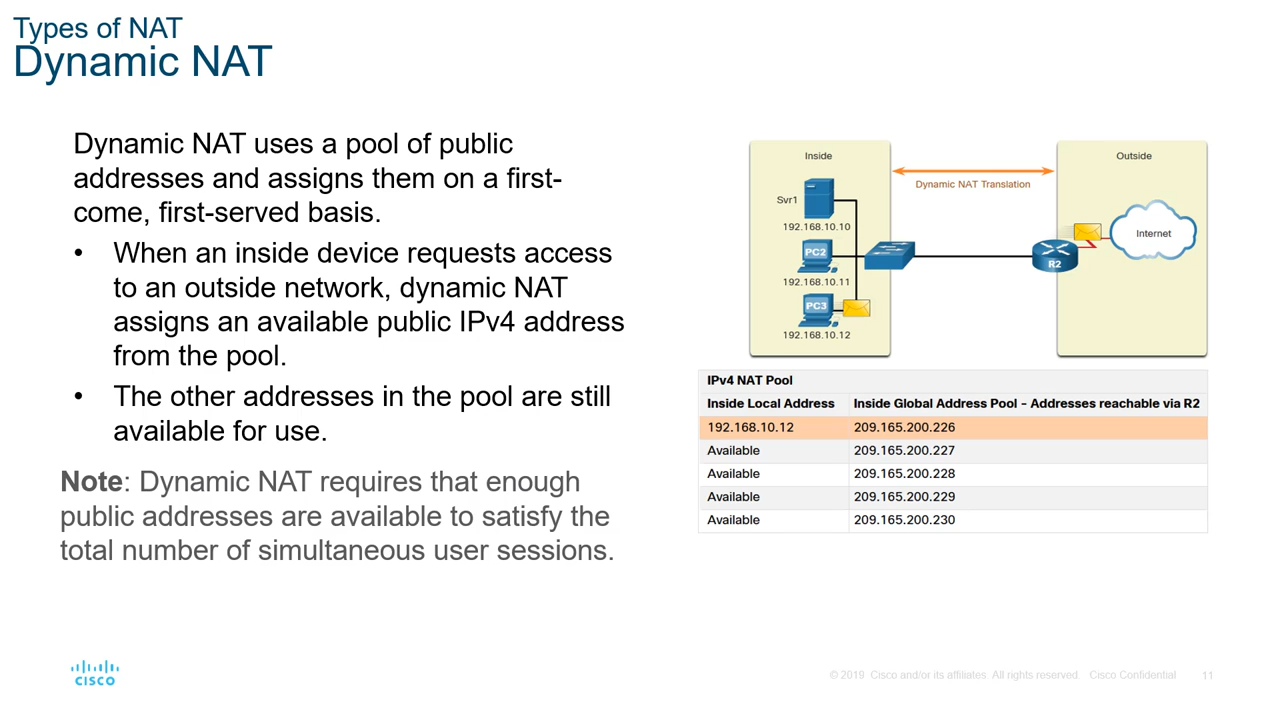 Types of NAT
Dynamic NAT
Dynamic NAT uses a pool of public
addresses and assigns them on a first-
come, first-served basis.
• When an inside device requests access
to an outside network, dynamic NAT
assigns an available public IPv4 address
from the pool.
• The other addresses in the pool are still
available for use.
Note: Dynamic NAT requires that enough
public addresses are available to satisfy the
total number of simultaneous user sessions.
Inside
Outside
Dynamic NAT Translation
Svr1
192.168.10.10
PC2
192.168.10.11
PC3
192.168.10.12
R2
Internet
IPv4 NAT Pool
Inside Local Address Inside Global Address Pool – Addresses reachable via R2
192.168.10.12 209.165.200.226
Available 209.165.200.227
Available 209.165.200.228
Available 209.165.200.229
Available 209.165.200.230
CISCO
© 2019 Cisco and/or its affiliates. All rights reserved. Cisco Confidential 11